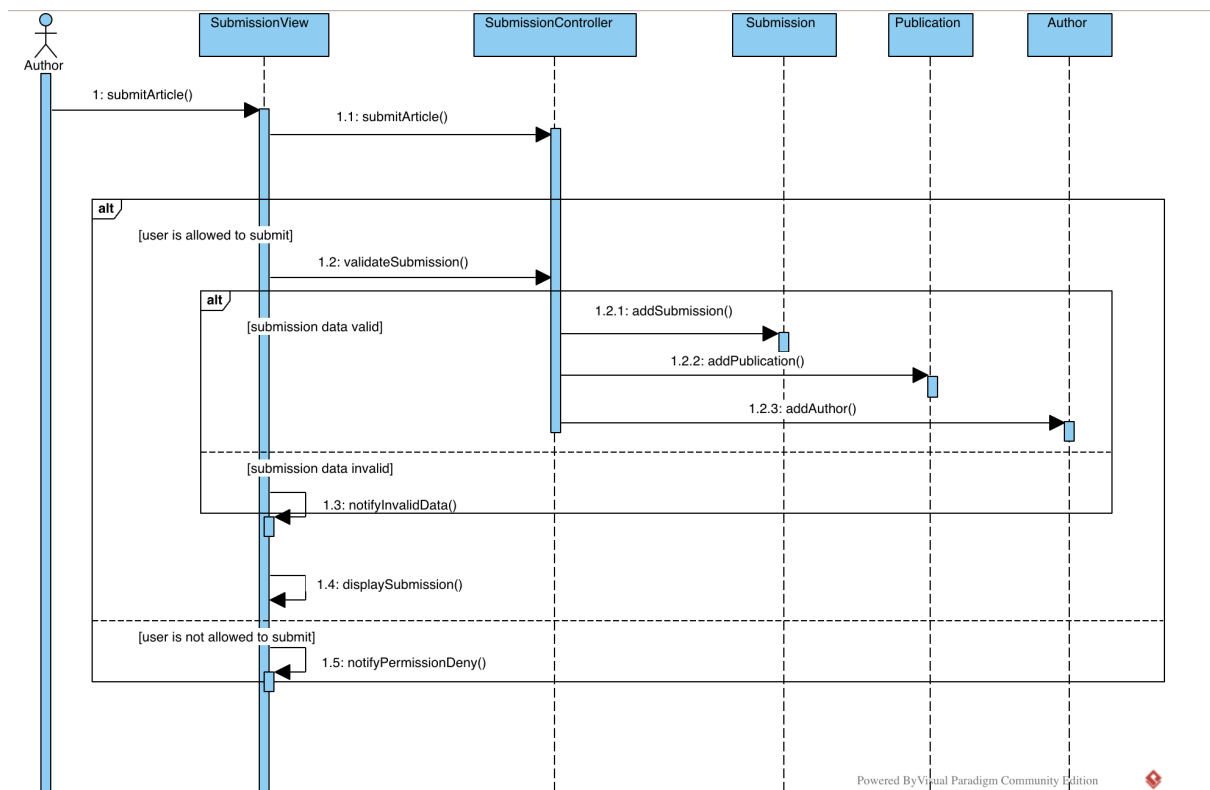 SubmissionView
SubmissionController
Submission
Publication
Author
Author
1: submitArticle()
1.1: submitArticle()
alt
[user is allowed to submit]
1.2: validateSubmission()
alt
1.2.1: addSubmission()
[submission data valid]
1.2.2: addPublication()
1.2.3: addAuthor()
[submission data invalid]
1.3: notifyInvalidData()
1.4: displaySubmission()
[user is not allowed to submit]
1.5: notifyPermissionDeny()
Powered ByVisual Paradigm Community Edition